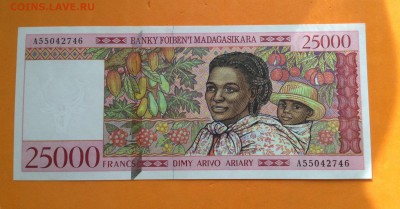 COINS.LAVE.RU
BANKY FOIBEN'I MADAGASIKARA
25000
A55042746
25000
FRANCS
DIMY ARIVO ARIARY
A55042746